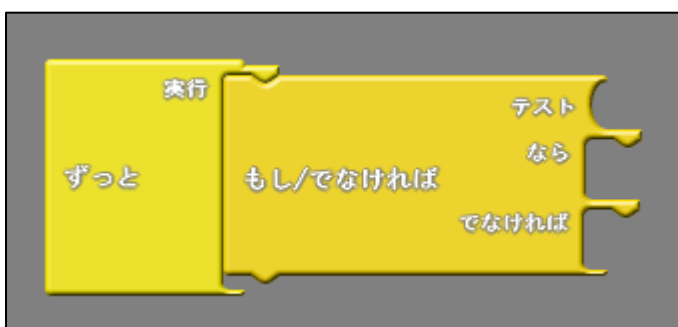 実行
ずっと
テスト
なら
もし/でなければ
でなければ